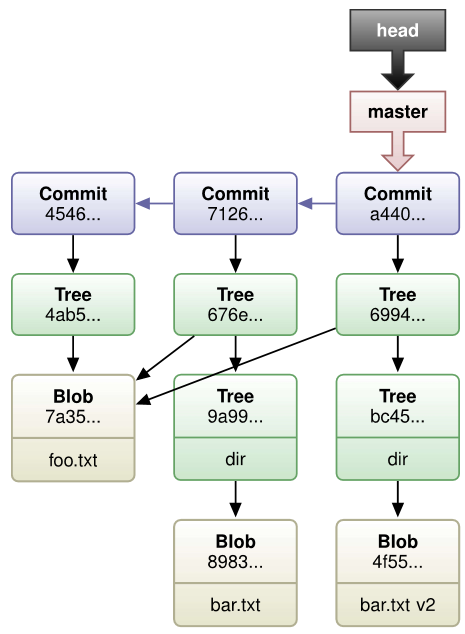 head
master
Commit
4546...
Commit
7126...
Commit
a440...
Tree
4ab5...
Tree
676e...
Tree
6994...
Blob
7a35...
foo.txt
Tree
9a99...
dir
Tree
bc45...
dir
Blob
8983...
bar.txt
Blob
4f55...
bar.txt v2